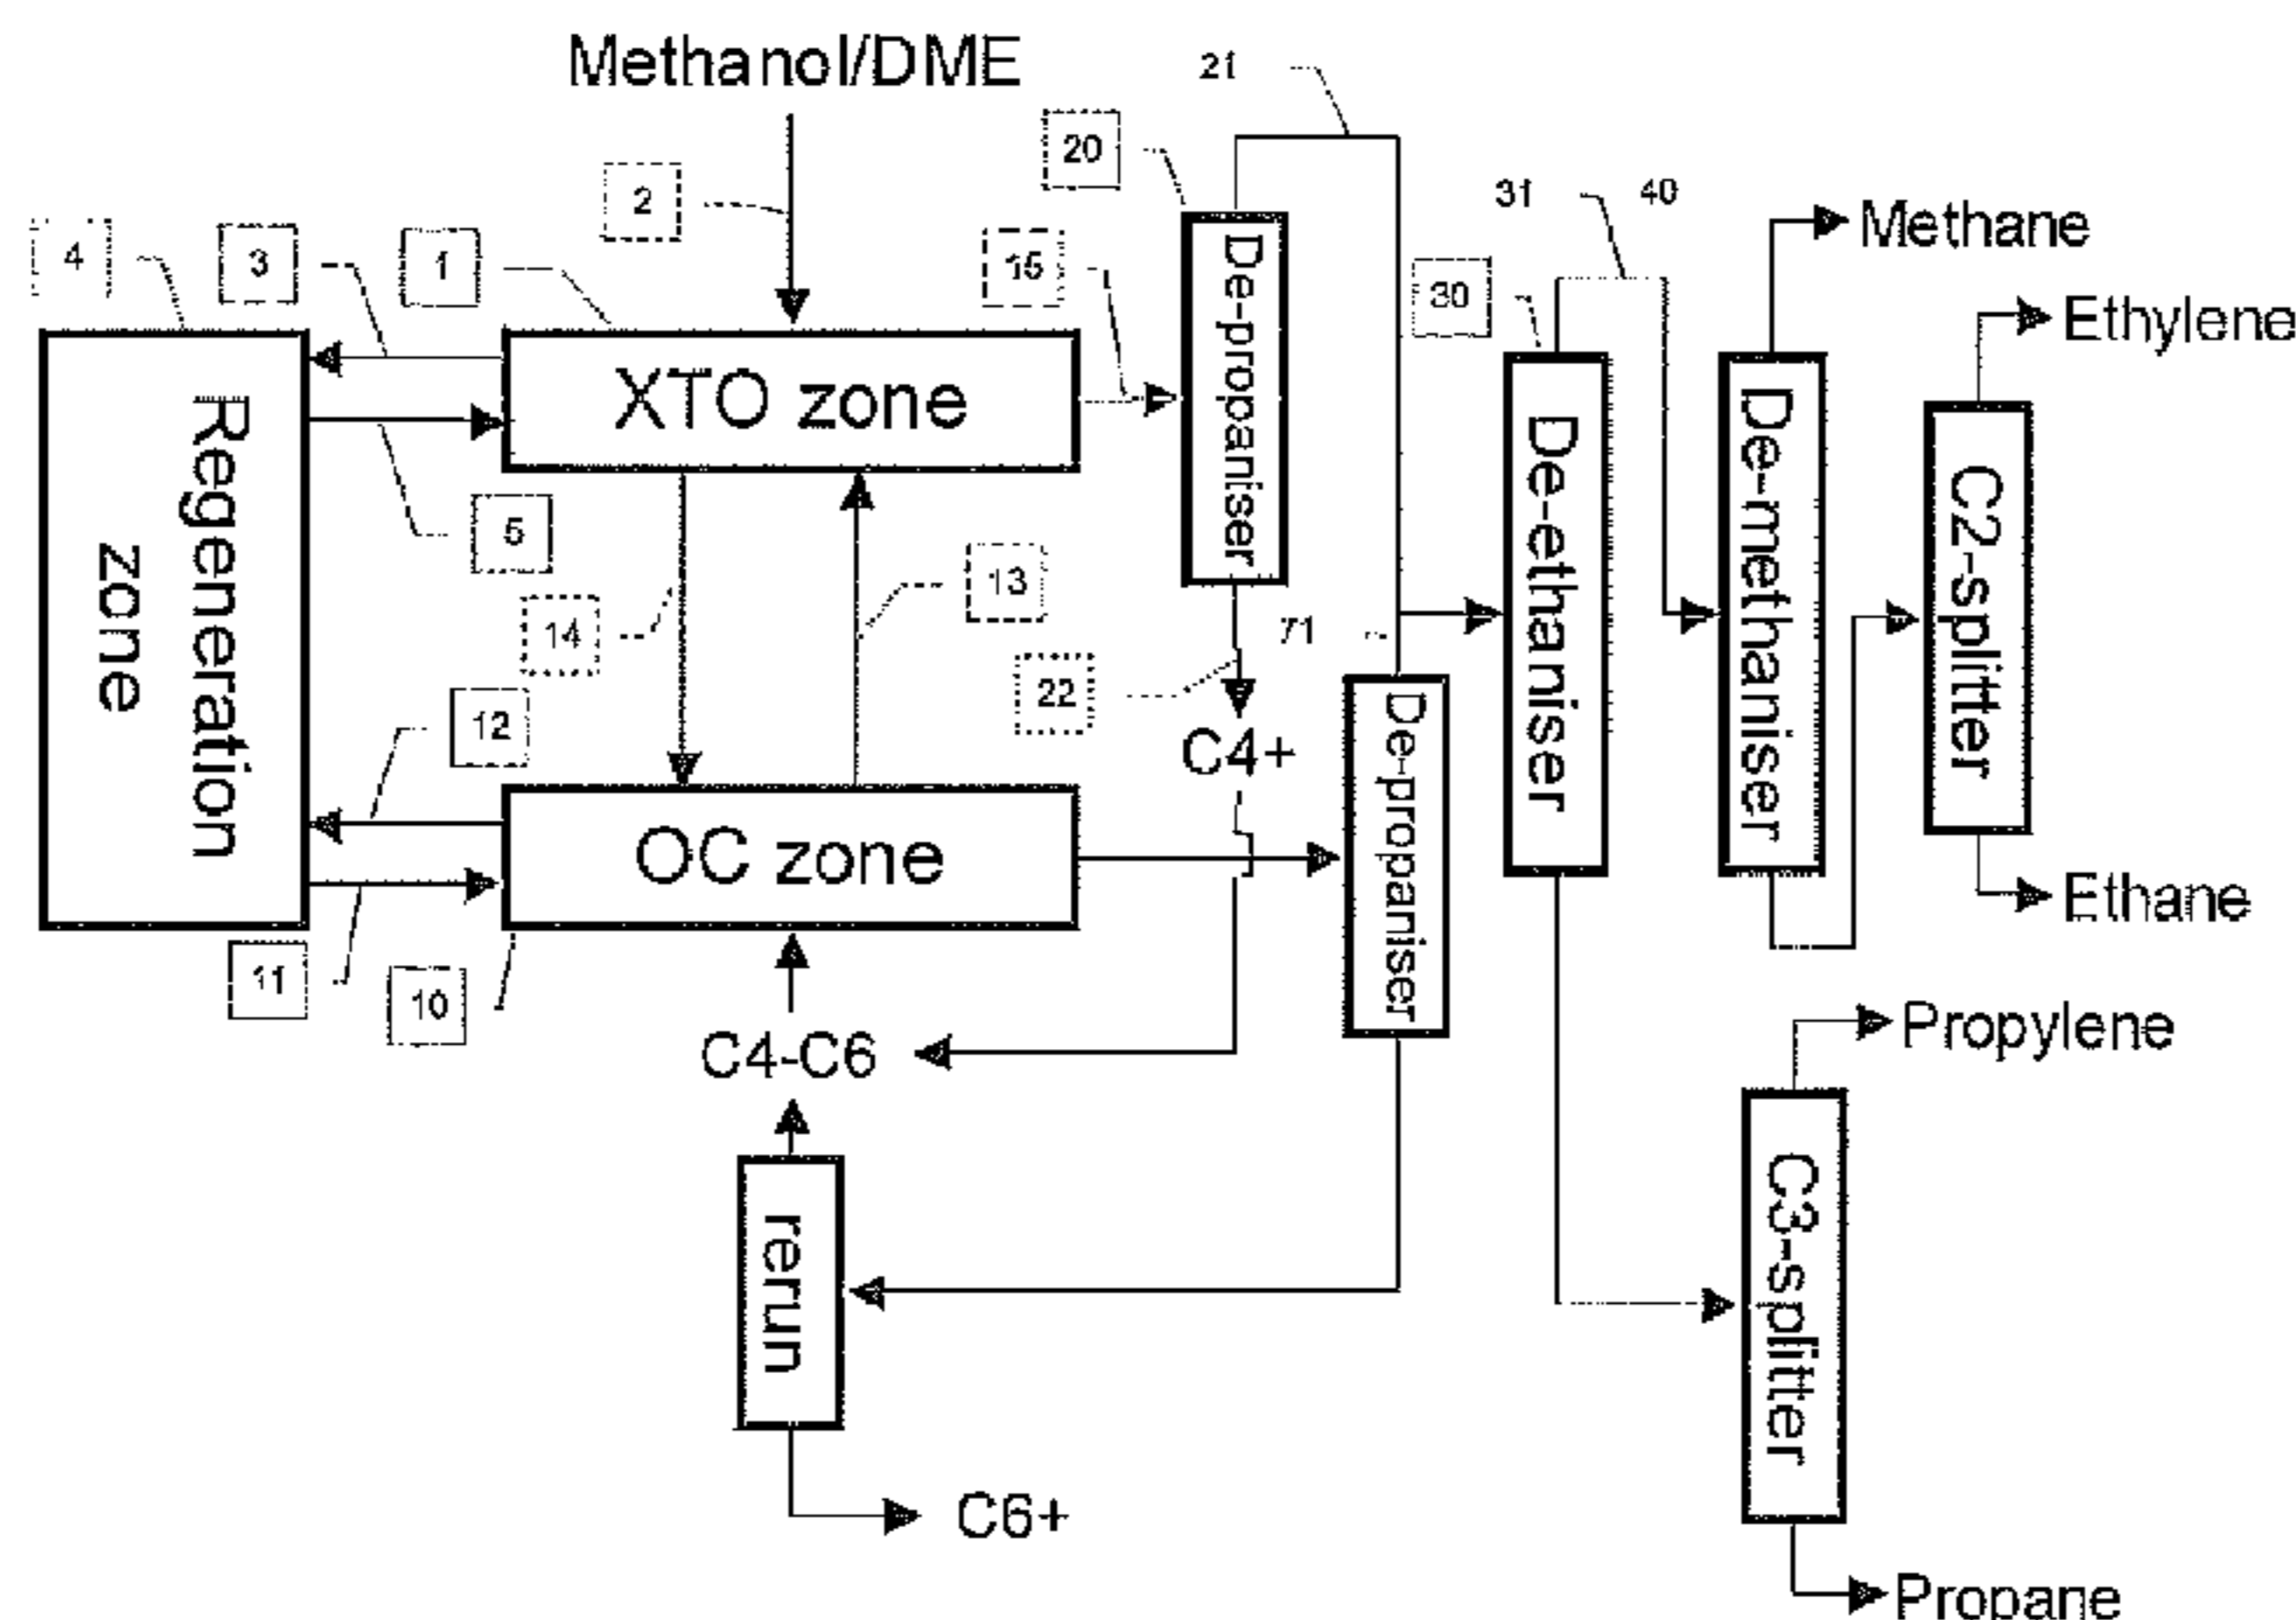 Methanol/DME
21
20
2
31
40
Methane
4
3
1
15
30
Ethylene
De-propaniser
XTO zone
Regeneration
zone
De-ethaniser
De-methaniser
C2-splitter
5
13
14
71
22
12
C4+
De-propaniser
OC zone
Ethane
11
10
C4-C6
Propylene
rerun
C3-splitter
C6+
Propane